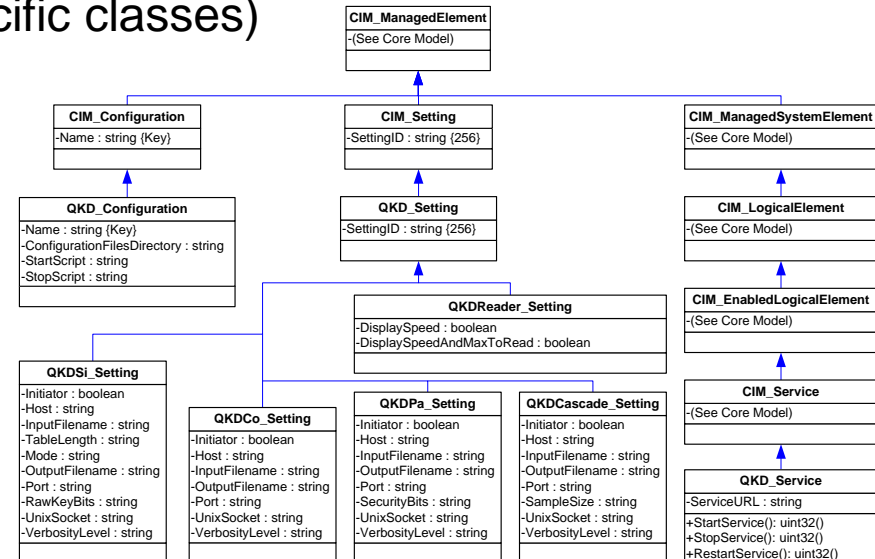 cific classes)
CIM_ManagedElement
-(See Core Model)
CIM_Configuration
-Name : string {Key}
CIM_Setting
-SettingID : string {256}
CIM_ManagedSystemElement
-(See Core Model)
QKD_Configuration
-Name : string {Key}
-ConfigurationFilesDirectory : string
-StartScript : string
-StopScript : string
QKD_Setting
-SettingID : string {256}
CIM_LogicalElement
-(See Core Model)
QKDReader_Setting
-DisplaySpeed : boolean
-DisplaySpeedAndMaxToRead : boolean
CIM_EnabledLogicalElement
-(See Core Model)
QKDSi_Setting
-Initiator : boolean
-Host : string
-InputFilename : string
-TableLength : string
-Mode : string
-OutputFilename : string
-Port : string
-RawKeyBits : string
-UnixSocket : string
-VerbosityLevel : string
QKDCo_Setting
-Initiator : boolean
-Host : string
-InputFilename : string
-OutputFilename : string
-Port : string
-UnixSocket : string
-VerbosityLevel : string
QKDPa_Setting
-Initiator : boolean
-Host : string
-InputFilename : string
-OutputFilename : string
-Port : string
-SecurityBits : string
-UnixSocket : string
-VerbosityLevel : string
QKDCascade_Setting
-Initiator : boolean
-Host : string
-InputFilename : string
-OutputFilename : string
-Port : string
-SampleSize : string
-UnixSocket : string
-VerbosityLevel : string
CIM_Service
-(See Core Model)
QKD_Service
-ServiceURL : string
+StartService(): uint32()
+StopService(): uint32()
+RestartService(): uint32()